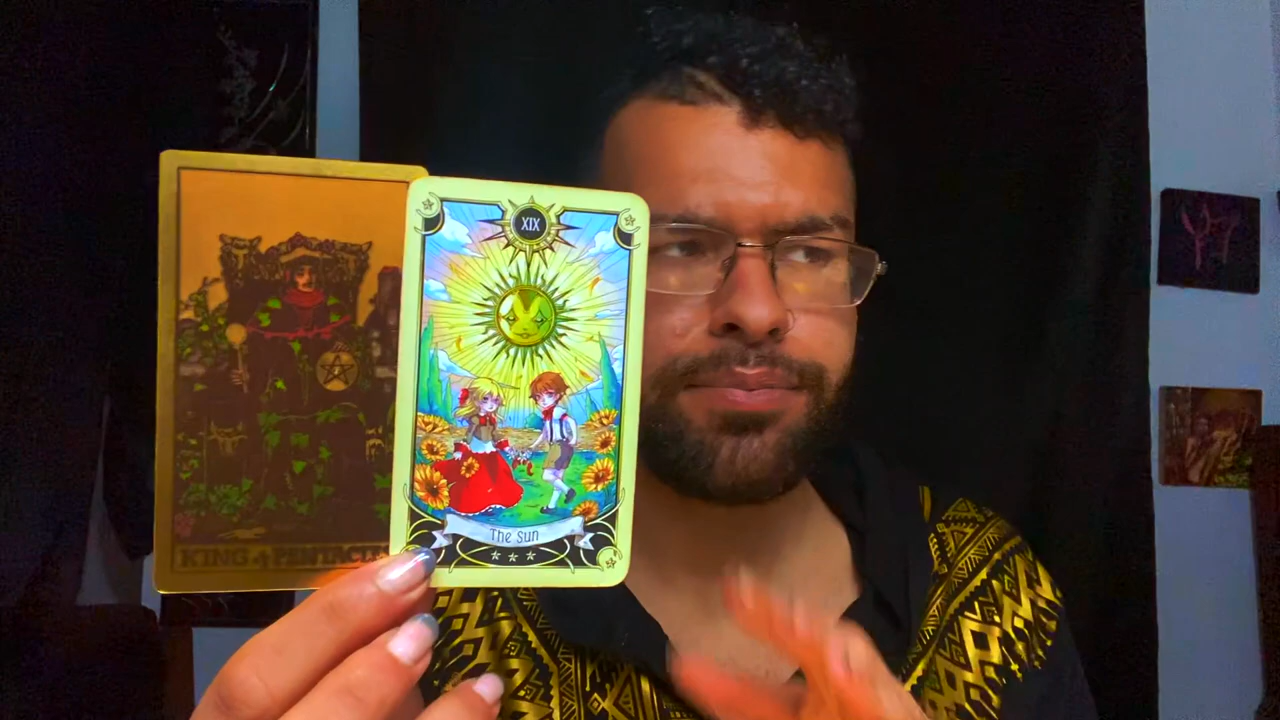 XIX
The Sun
KING of PENTACLES